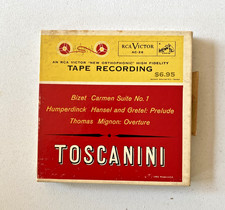 RCA VICTOR
AN RCA VICTOR "NEW ORTHOPHONIC" HIGH FIDELITY
TAPE RECORDING
$6.95
Bizet Carmen Suite No. 1
Humperdinck Hansel and Gretel: Prelude
Thomas Mignon: Overture
TOSCANINI